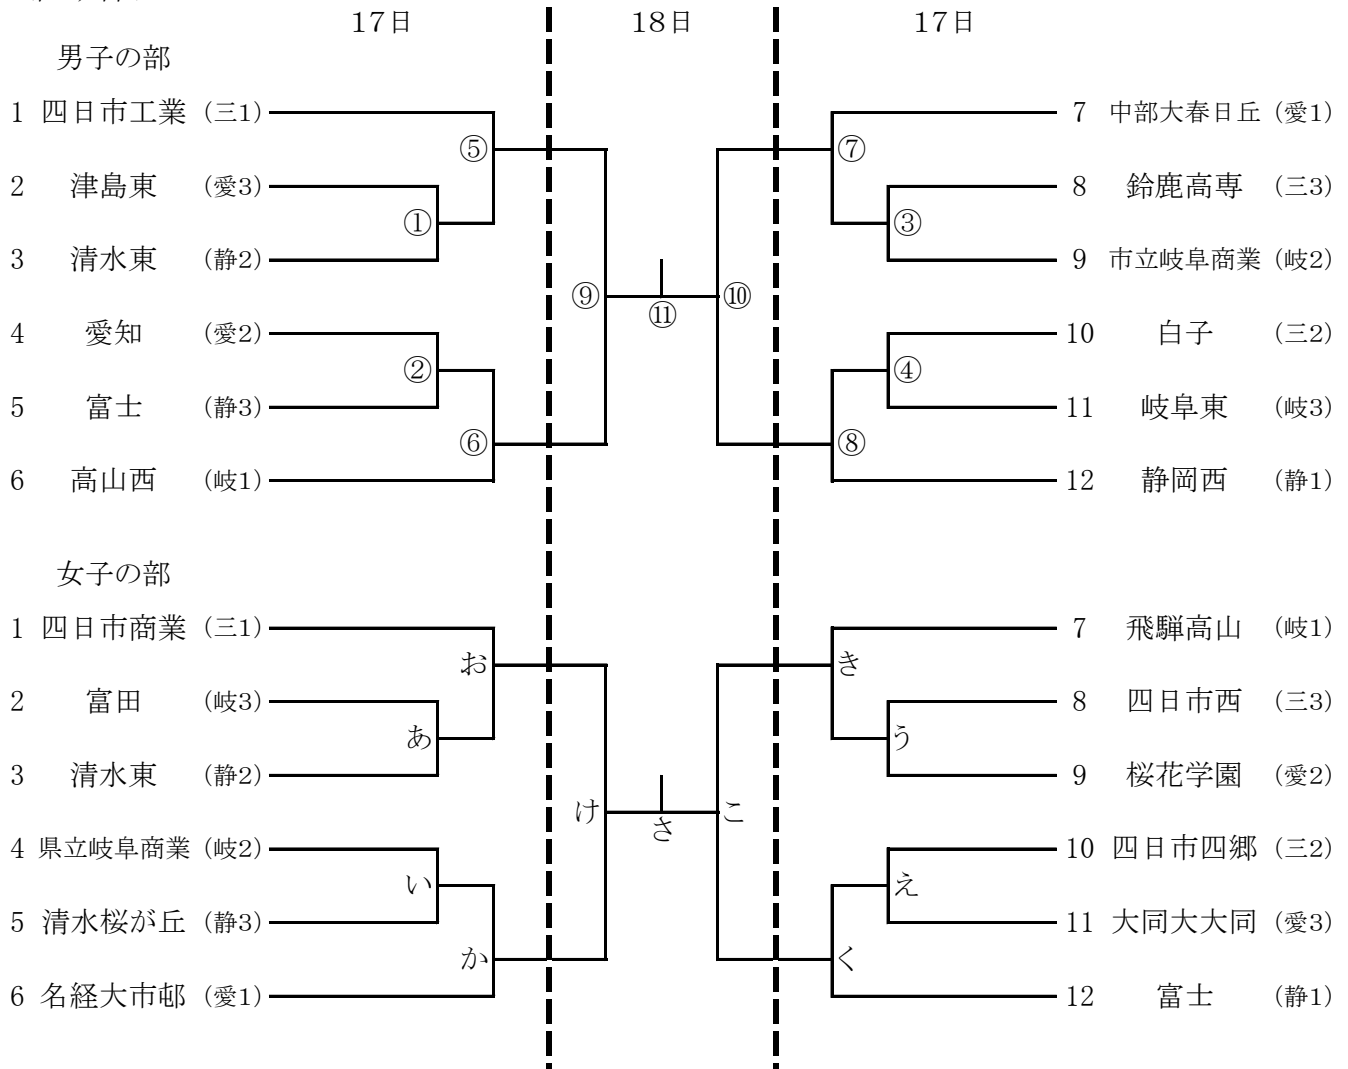 17日 18日 17日
男子の部
1 四日市工業 (三1) 7 中部大春日丘 (愛1)
⑤ ⑦
2 津島東 (愛3) 8 鈴鹿高専 (三3)
① ③
3 清水東 (静2) 9 市立岐阜商業 (岐2)
⑨ ⑪ ⑩
4 愛知 (愛2) 10 白子 (三2)
② ④
5 富士 (静3) 11 岐阜東 (岐3)
⑥ ⑧
6 高山西 (岐1) 12 静岡西 (静1)
女子の部
1 四日市商業 (三1) 7 飛騨高山 (岐1)
お き
2 富田 (岐3) 8 四日市西 (三3)
あ う
3 清水東 (静2) 9 桜花学園 (愛2)
け さ こ
4 県立岐阜商業 (岐2) 10 四日市四郷 (三2)
い え
5 清水桜が丘 (静3) 11 大同大大同 (愛3)
か く
6 名経大市邨 (愛1) 12 富士 (静1)